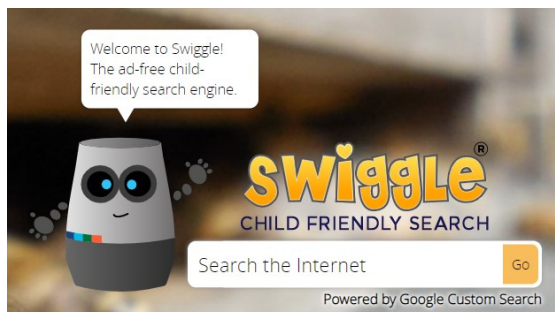 Welcome to Swiggle!
The ad-free child-
friendly search engine.
swiggle®
CHILD FRIENDLY SEARCH
Search the Internet
Go
Powered by Google Custom Search